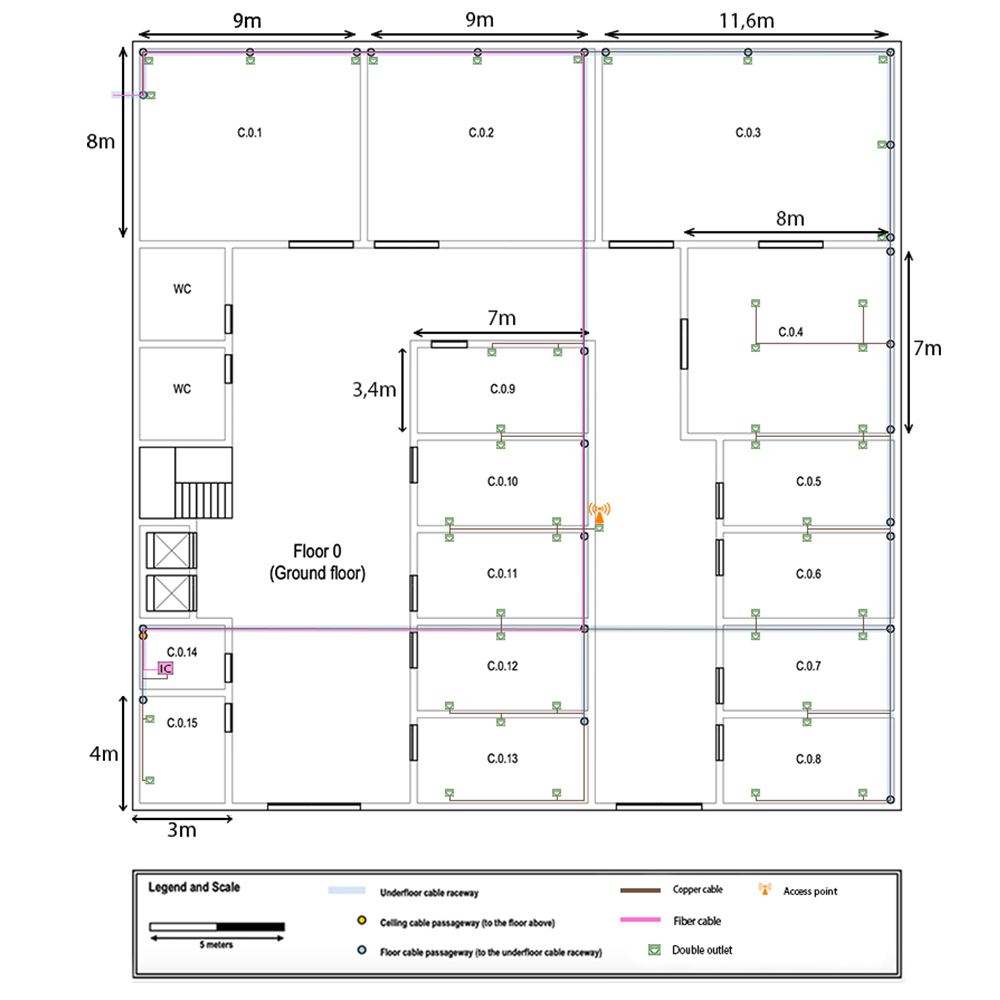 9m
9m
11,6m
8m
C.0.1
C.0.2
C.0.3
8m
WC
7m
C.0.4
7m
WC
3,4m
C.0.9
C.0.10
C.0.5
Floor 0
(Ground floor)
C.0.11
C.0.6
C.0.14
IC
C.0.12
C.0.7
C.0.15
4m
C.0.13
C.0.8
3m
Legend and Scale
5 meters
Underfloor cable raceway
Ceiling cable passageway (to the floor above)
Floor cable passageway (to the underfloor cable raceway)
Copper cable
Fiber cable
Double outlet
Access point